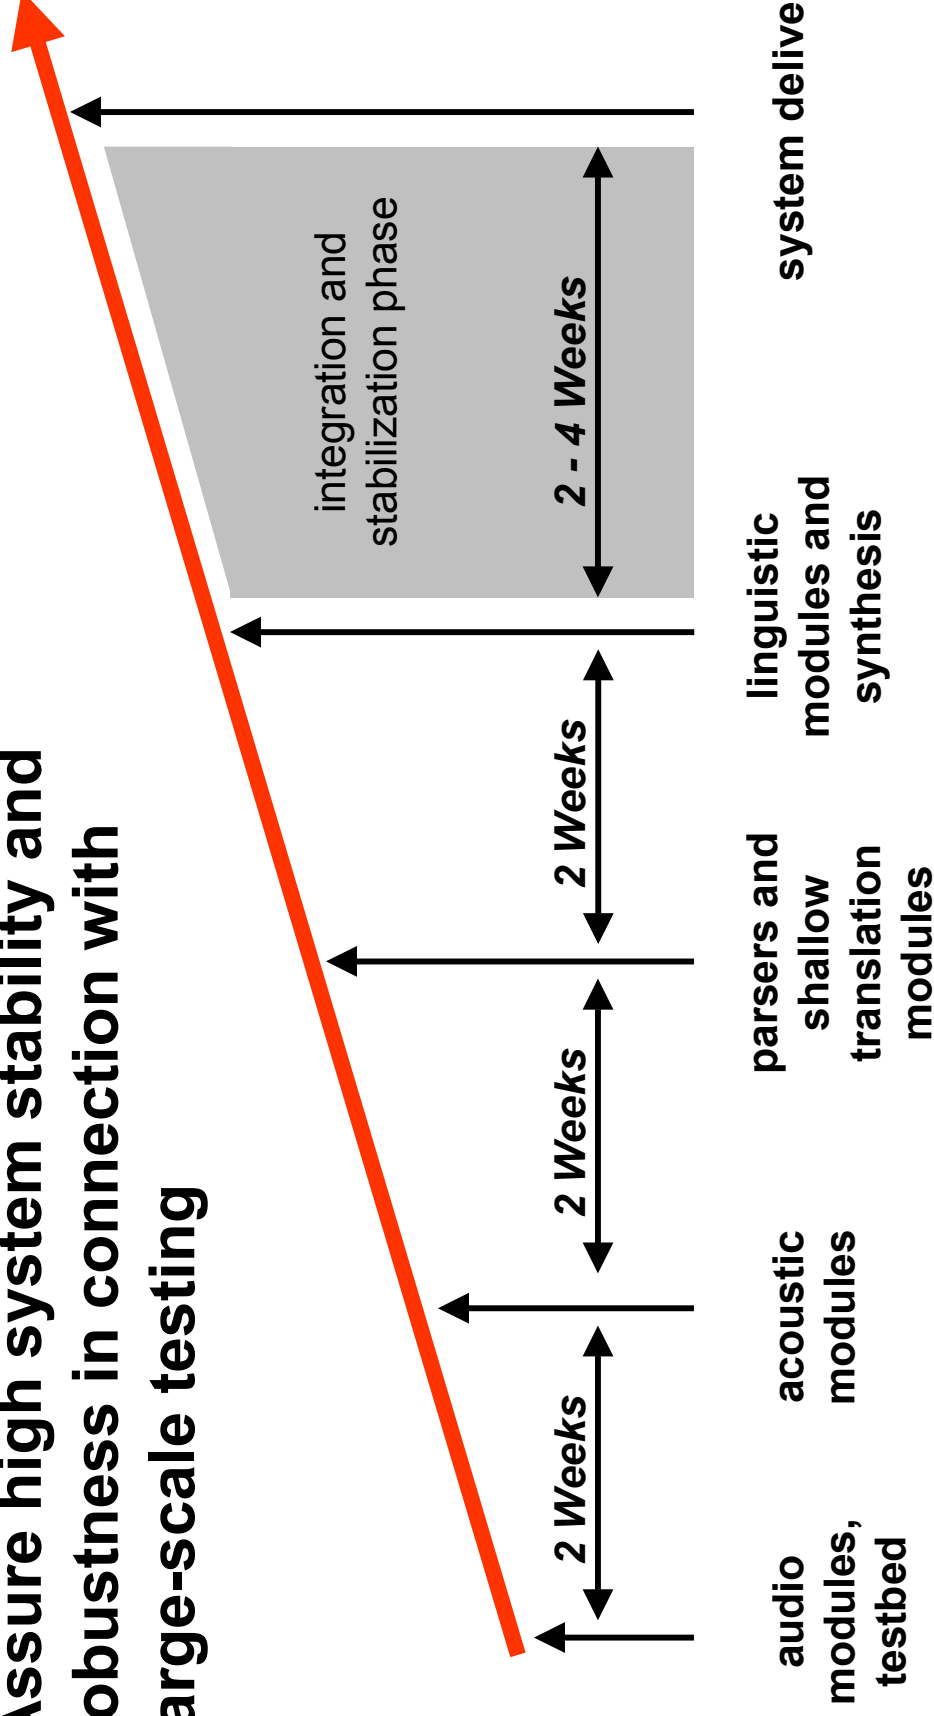 Assure high system stability and
obustness in connection with
arge-scale testing
integration and
stabilization phase
2 Weeks
2 Weeks
2 Weeks
2 - 4 Weeks
audio
modules,
testbed
acoustic
modules
parsers and
shallow
translation
modules
linguistic
modules and
synthesis
system delive